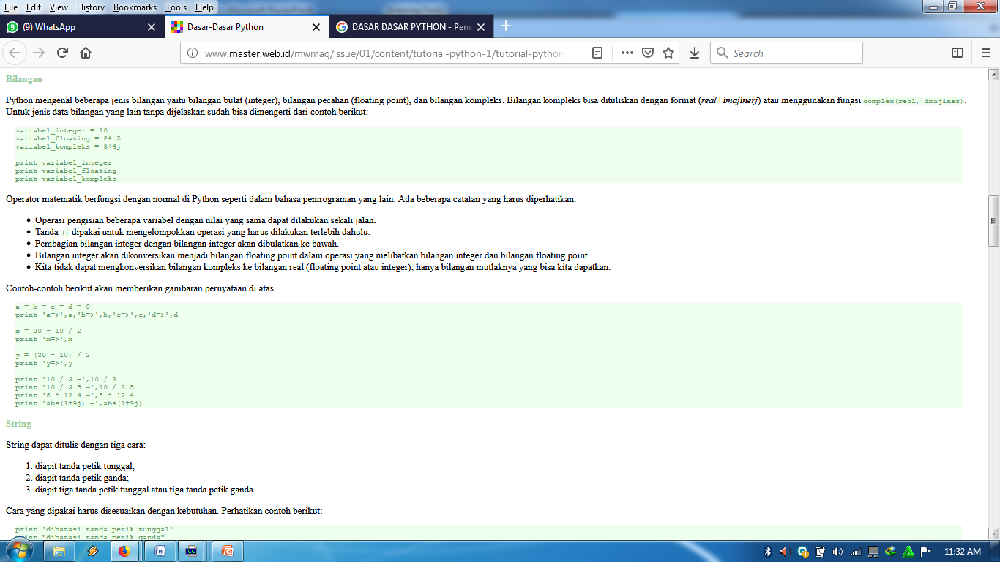 File Edit View History Bookmarks Tools Help
(9) WhatsApp
Dasar-Dasar Python
DASAR DASAR PYTHON - Pene
www.master.web.id/mwmag/issue/01/content/tutorial-python-1/tutorial-python
Search
Bilangan
Python mengenal beberapa jenis bilangan yaitu bilangan bulat (integer), bilangan pecahan (floating point), dan bilangan kompleks. Bilangan kompleks bisa dituliskan dengan format (real+imajinerj) atau menggunakan fungsi complex(real, imajiner).
Untuk jenis data bilangan yang lain tanpa dijelaskan sudah bisa dimengerti dari contoh berikut:
variabel_integer = 10
variabel_floating = 24.5
variabel_kompleks = 3+4j
print variabel_integer
print variabel_floating
print variabel_kompleks
Operator matematik berfungsi dengan normal di Python seperti dalam bahasa pemrograman yang lain. Ada beberapa catatan yang harus diperhatikan.
• Operasi pengisian beberapa variabel dengan nilai yang sama dapat dilakukan sekali jalan.
• Tanda () dipakai untuk mengelompokkan operasi yang harus dilakukan terlebih dahulu.
• Pembagian bilangan integer dengan bilangan integer akan dibulatkan ke bawah.
• Bilangan integer akan dikonversikan menjadi bilangan floating point dalam operasi yang melibatkan bilangan integer dan bilangan floating point.
• Kita tidak dapat mengkonversikan bilangan kompleks ke bilangan real (floating point atau integer); hanya bilangan mutlaknya yang bisa kita dapatkan.
Contoh-contoh berikut akan memberikan gambaran pernyataan di atas.
a = b = c = d = 0
print 'a=>',a,'b=>',b,'c=>',c,'d=>',d
x = 30 - 10 / 2
print 'x=>',x
y = (30 - 10) / 2
print 'y=>',y
print '10 / 3 =',10 / 3
print '10 / 3.5 =',10 / 3.5
print '8 * 12.4 =',8 * 12.4
print 'abs(1+9j) =',abs(1+9j)
String
String dapat ditulis dengan tiga cara:
1. diapit tanda petik tunggal;
2. diapit tanda petik ganda;
3. diapit tiga tanda petik tunggal atau tiga tanda petik ganda.
Cara yang dipakai harus disesuaikan dengan kebutuhan. Perhatikan contoh berikut:
print 'dibatasi tanda petik tunggal'
print "dibatasi tanda petik ganda"
11:32 AM